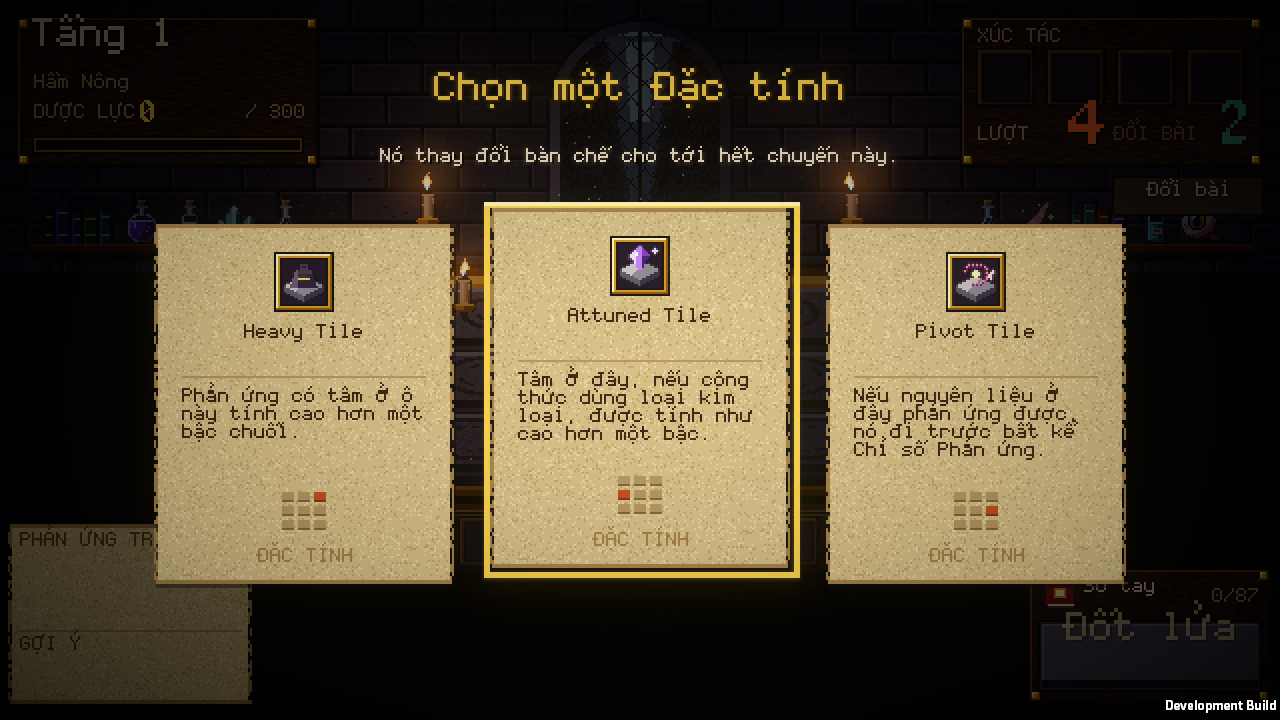 Tầng 1
Hầm Nông
DƯỢC LỰC 0 / 300
Chọn một Đặc tính
Nó thay đổi bàn chế cho tới hết chuyến này.
XÚC TÁC
LƯỢT 4 ĐỔI BÀI 2
Đổi bài
Heavy Tile
Phản ứng có tâm ở ô
này tính cao hơn một
bậc chuỗi.
ĐẶC TÍNH
Attuned Tile
Tâm ở đây, nếu công
thức dùng loại kim
loại, được tính như
cao hơn một bậc.
ĐẶC TÍNH
Pivot Tile
Nếu nguyên liệu ở
đây phản ứng được,
nó đi trước bất kể
Chỉ số Phản ứng.
ĐẶC TÍNH
PHẢN ỨNG TR
GỢI Ý
Sổ tay
0/87
Đốt lửa
Development Build